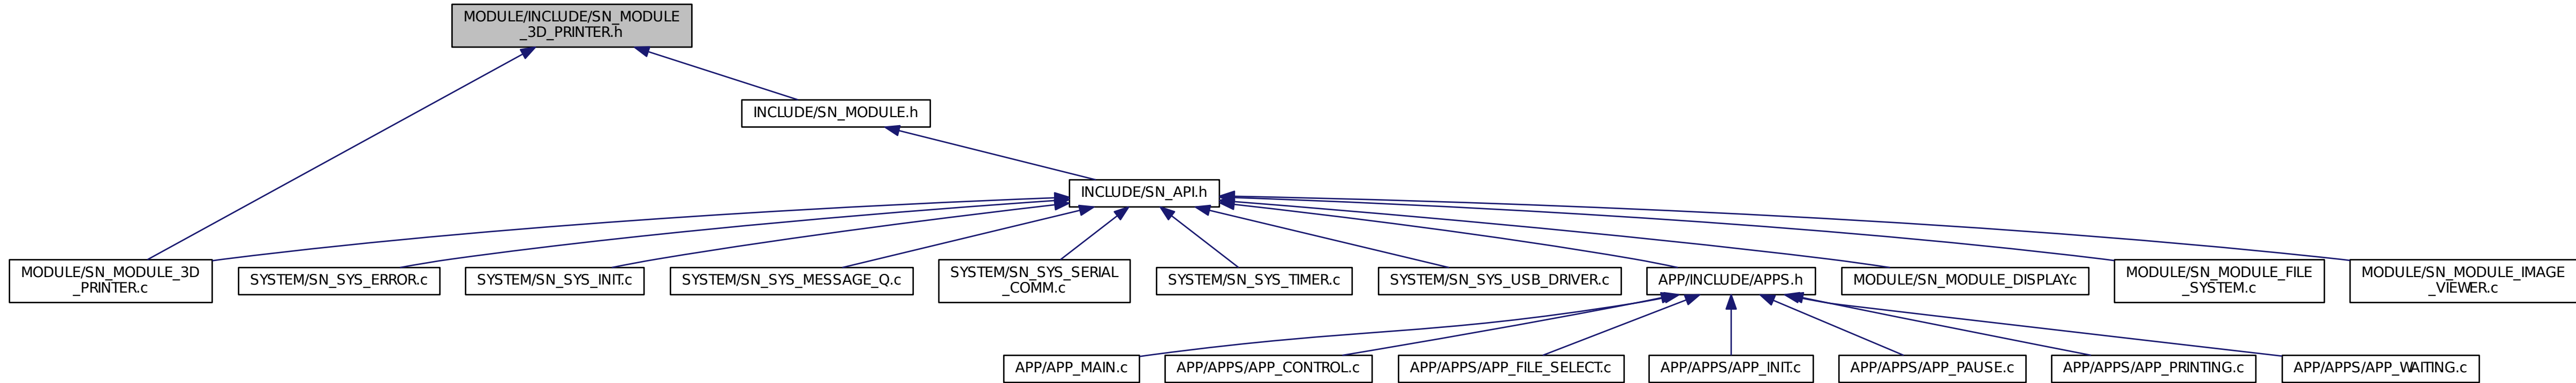 MODULE/INCLUDE/SN_MODULE
_3D_PRINTER.h
INCLUDE/SN_MODULE.h
INCLUDE/SN_API.h
MODULE/SN_MODULE_3D
_PRINTER.c
SYSTEM/SN_SYS_ERROR.c
SYSTEM/SN_SYS_INIT.c
SYSTEM/SN_SYS_MESSAGE_Q.c
SYSTEM/SN_SYS_SERIAL
_COMM.c
SYSTEM/SN_SYS_TIMER.c
SYSTEM/SN_SYS_USB_DRIVER.c
APP/INCLUDE/APPS.h
MODULE/SN_MODULE_DISPLAY.c
MODULE/SN_MODULE_FILE
_SYSTEM.c
MODULE/SN_MODULE_IMAGE
_VIEWER.c
APP/APP_MAIN.c
APP/APPS/APP_CONTROL.c
APP/APPS/APP_FILE_SELECT.c
APP/APPS/APP_INIT.c
APP/APPS/APP_PAUSE.c
APP/APPS/APP_PRINTING.c
APP/APPS/APP_WAITING.c